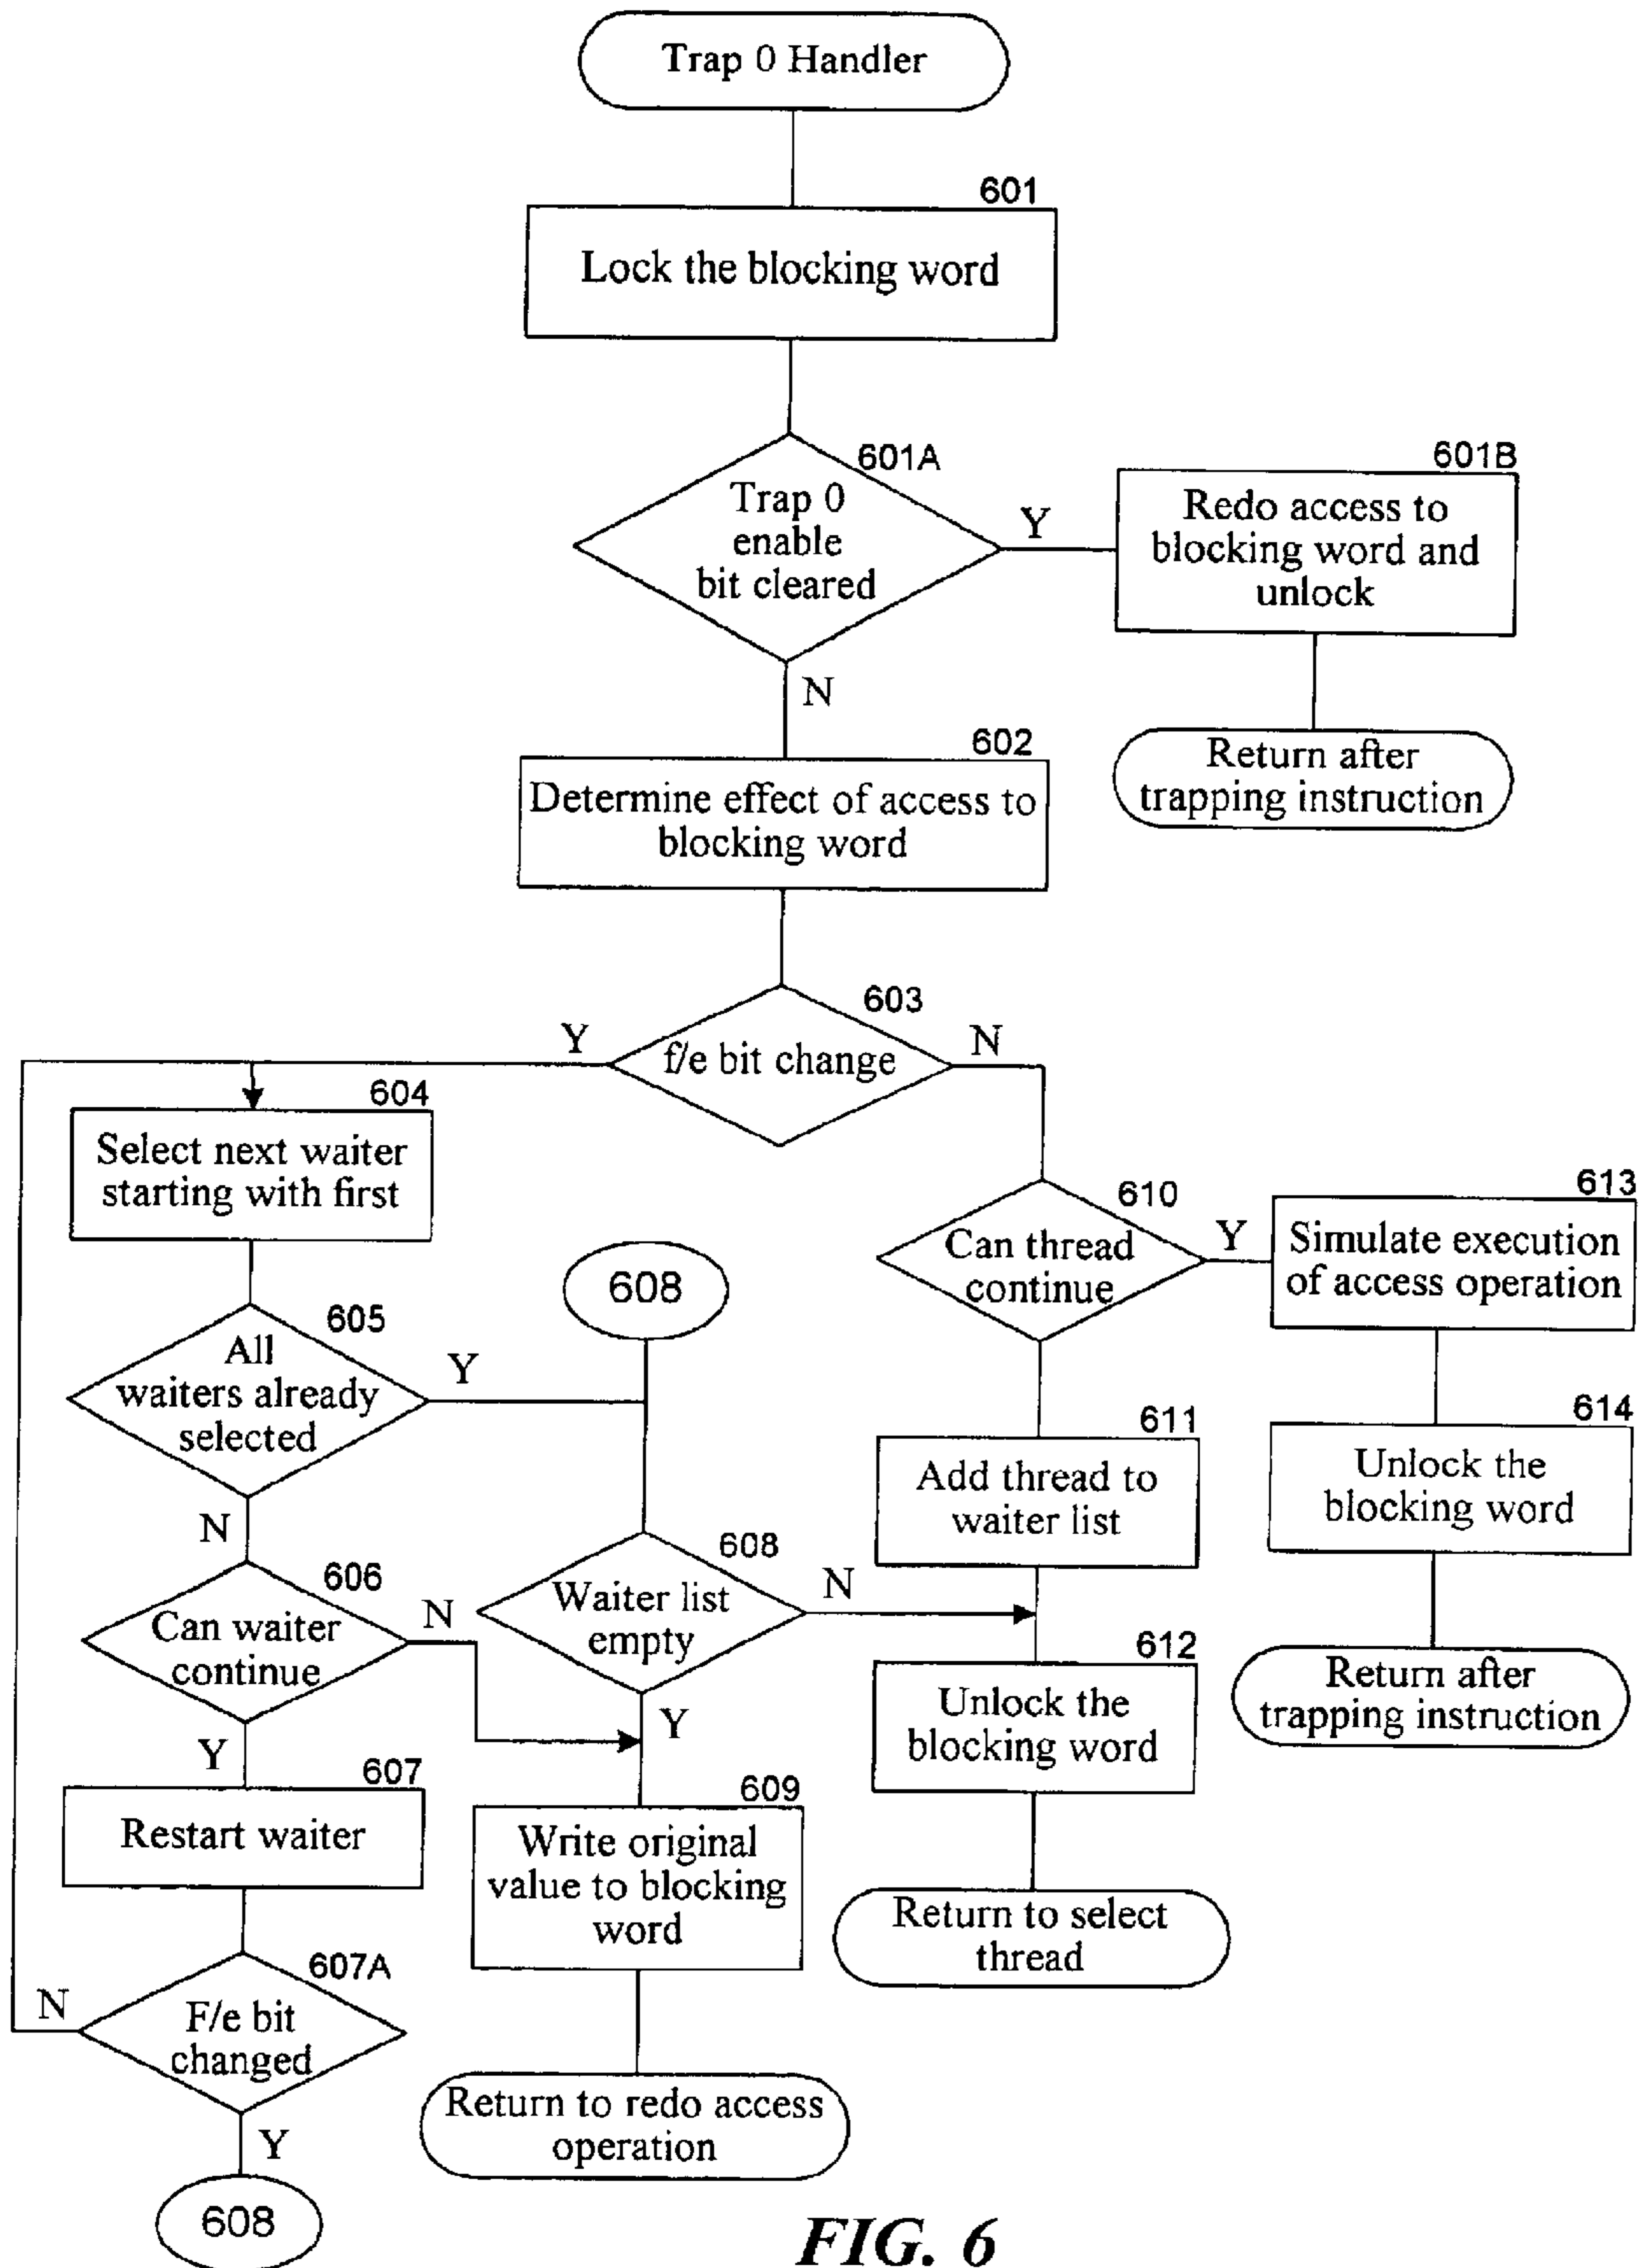 Trap 0 Handler
601
Lock the blocking word
601A
Trap 0
enable
bit cleared
Y
N
601B
Redo access to
blocking word and
unlock
Return after
trapping instruction
602
Determine effect of access to
blocking word
603
f/e bit change
Y
N
604
Select next waiter
starting with first
605
All
waiters already
selected
Y
N
608
606
Can waiter
continue
N
Y
607
Restart waiter
607A
F/e bit
changed
N
Y
608
608
Waiter list
empty
N
Y
609
Write original
value to blocking
word
Return to redo access
operation
610
Can thread
continue
Y
611
Add thread to
waiter list
612
Unlock the
blocking word
Return to select
thread
613
Simulate execution
of access operation
614
Unlock the
blocking word
Return after
trapping instruction
FIG. 6